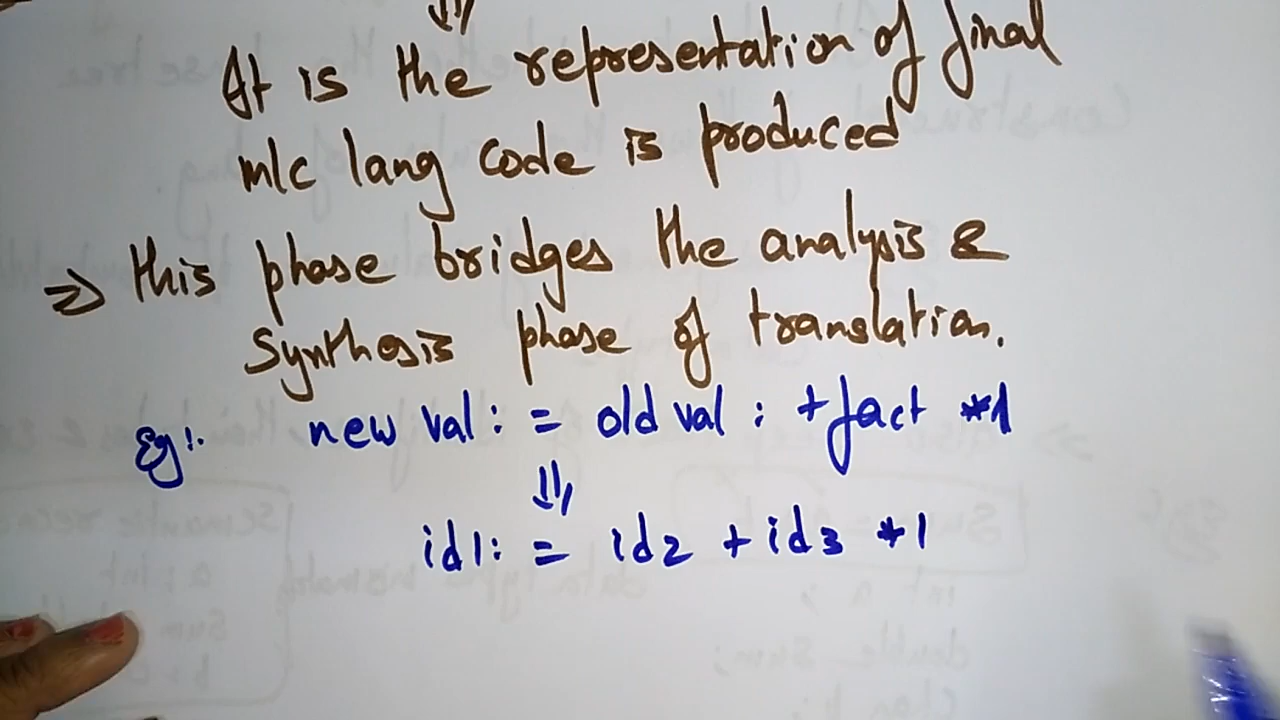 ⇓
It is the representation of final
m/c lang code is produced
⇒ this phase bridges the analysis &
synthesis phase of translation.
Eg:- new val : = old val : + fact *1
⇓
id1 : = id2 + id3 *1